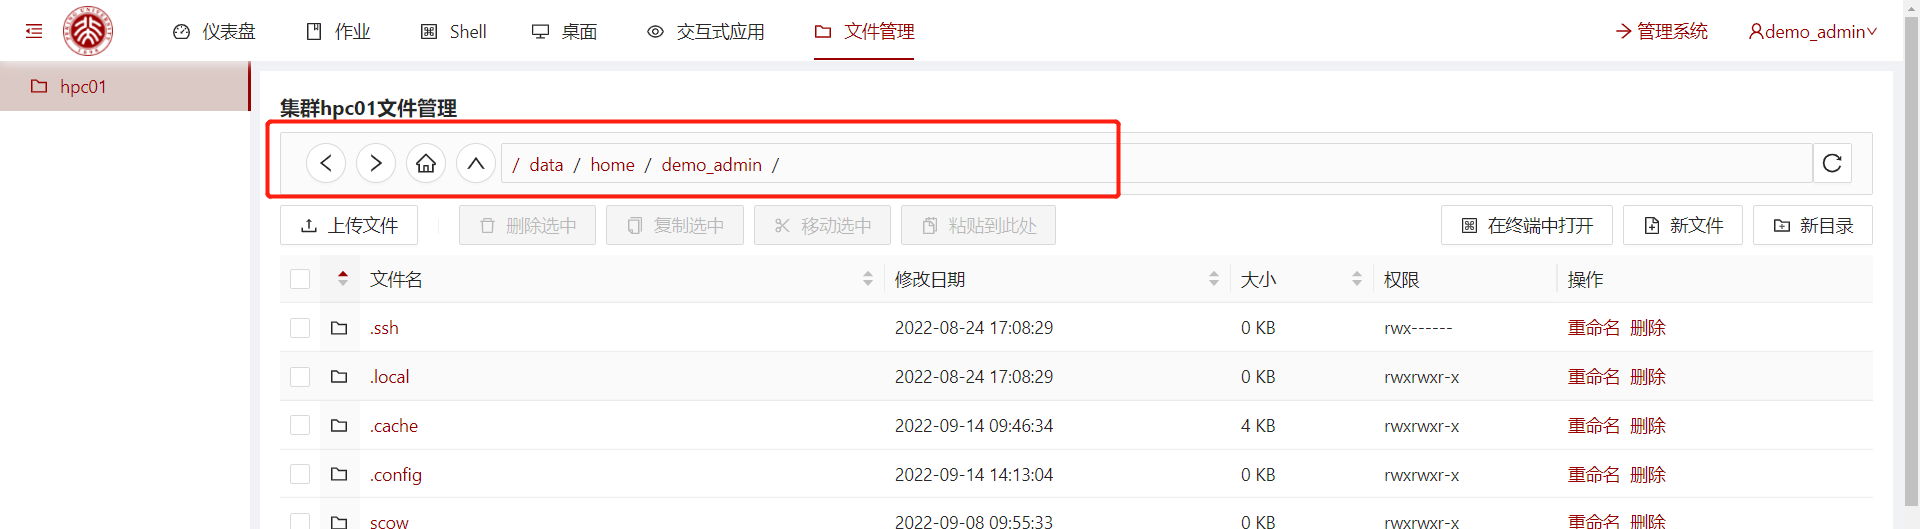 仪表盘 作业 Shell 桌面 交互式应用 文件管理 管理系统 demo_admin
hpc01
集群hpc01文件管理
/ data / home / demo_admin /
上传文件 删除选中 复制选中 移动选中 粘贴到此处 在终端中打开 新文件 新目录
文件名 修改日期 大小 权限 操作
.ssh 2022-08-24 17:08:29 0 KB rwx------ 重命名 删除
.local 2022-08-24 17:08:29 0 KB rwxrwxr-x 重命名 删除
.cache 2022-09-14 09:46:34 4 KB rwxrwxr-x 重命名 删除
.config 2022-09-14 14:13:04 0 KB rwxrwxr-x 重命名 删除
scow 2022-09-08 09:55:33 0 KB rwxrwxr-x 重命名 删除